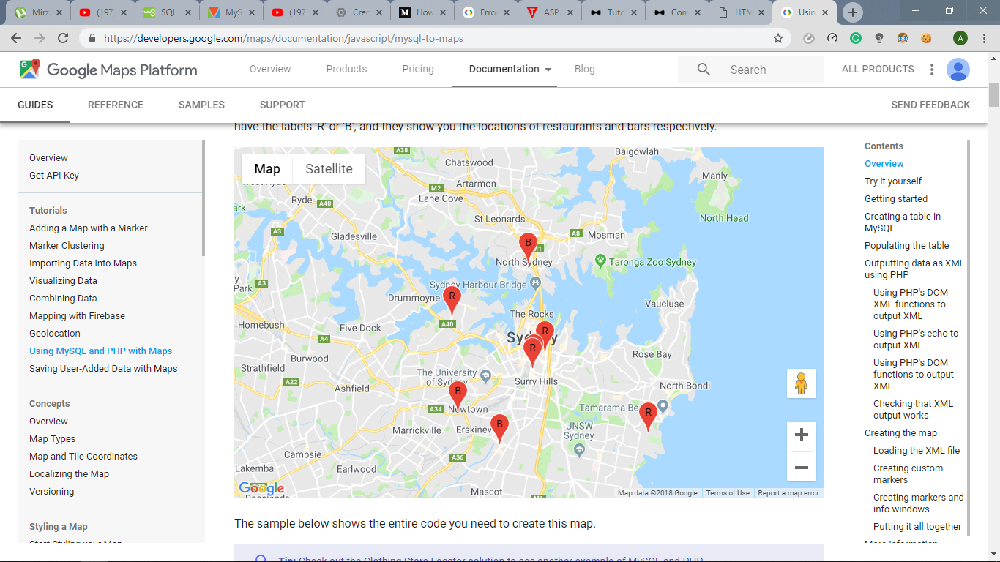 Mirz
(197
SQL
MyS
(197
Crec
How
Erro
ASP
Tuto
Con
HTM
Usin
https://developers.google.com/maps/documentation/javascript/mysql-to-maps
A
Google Maps Platform
Overview
Products
Pricing
Documentation
Blog
Search
ALL PRODUCTS
GUIDES
REFERENCE
SAMPLES
SUPPORT
SEND FEEDBACK
Overview
Get API Key
Tutorials
Adding a Map with a Marker
Marker Clustering
Importing Data into Maps
Visualizing Data
Combining Data
Mapping with Firebase
Geolocation
Using MySQL and PHP with Maps
Saving User-Added Data with Maps
Concepts
Overview
Map Types
Map and Tile Coordinates
Localizing the Map
Versioning
Styling a Map
Start Styling your Map
have the labels 'R' or 'B', and they show you the locations of restaurants and bars respectively.
Map
Satellite
A38
Chatswood
Balgowlah
Artarmon
Manly
M2
Lane Cove
Ryde
A40
North Head
St Leonards
A3
Gladesville
A8
Mosman
B
M1
North Sydney
Taronga Zoo Sydney
Park
A3
Sydney Harbour Bridge
Drummoyne
R
Vaucluse
The Rocks
A40
Homebush
Five Dock
R
A4
Sydney
R
Rose Bay
Burwood
Strathfield
The University
of Sydney
A22
Surry Hills
Ashfield
North Bondi
B
A34
Newtown
Tamarama Be
R
B
Marrickville
Erskinev
UNSW
Sydney
Campsie
A36
Lakemba
Earlwood
Mascot
M1
Google
Map data ©2018 Google
Terms of Use
Report a map error
The sample below shows the entire code you need to create this map.
Tip: Check out the Clothing Store Locator solution to see another example of MySQL and PHP
Contents
Overview
Try it yourself
Getting started
Creating a table in
MySQL
Populating the table
Outputting data as XML
using PHP
Using PHP's DOM
XML functions to
output XML
Using PHP's echo to
output XML
Using PHP's DOM
functions to output
XML
Checking that XML
output works
Creating the map
Loading the XML file
Creating custom
markers
Creating markers and
info windows
Putting it all together
More information